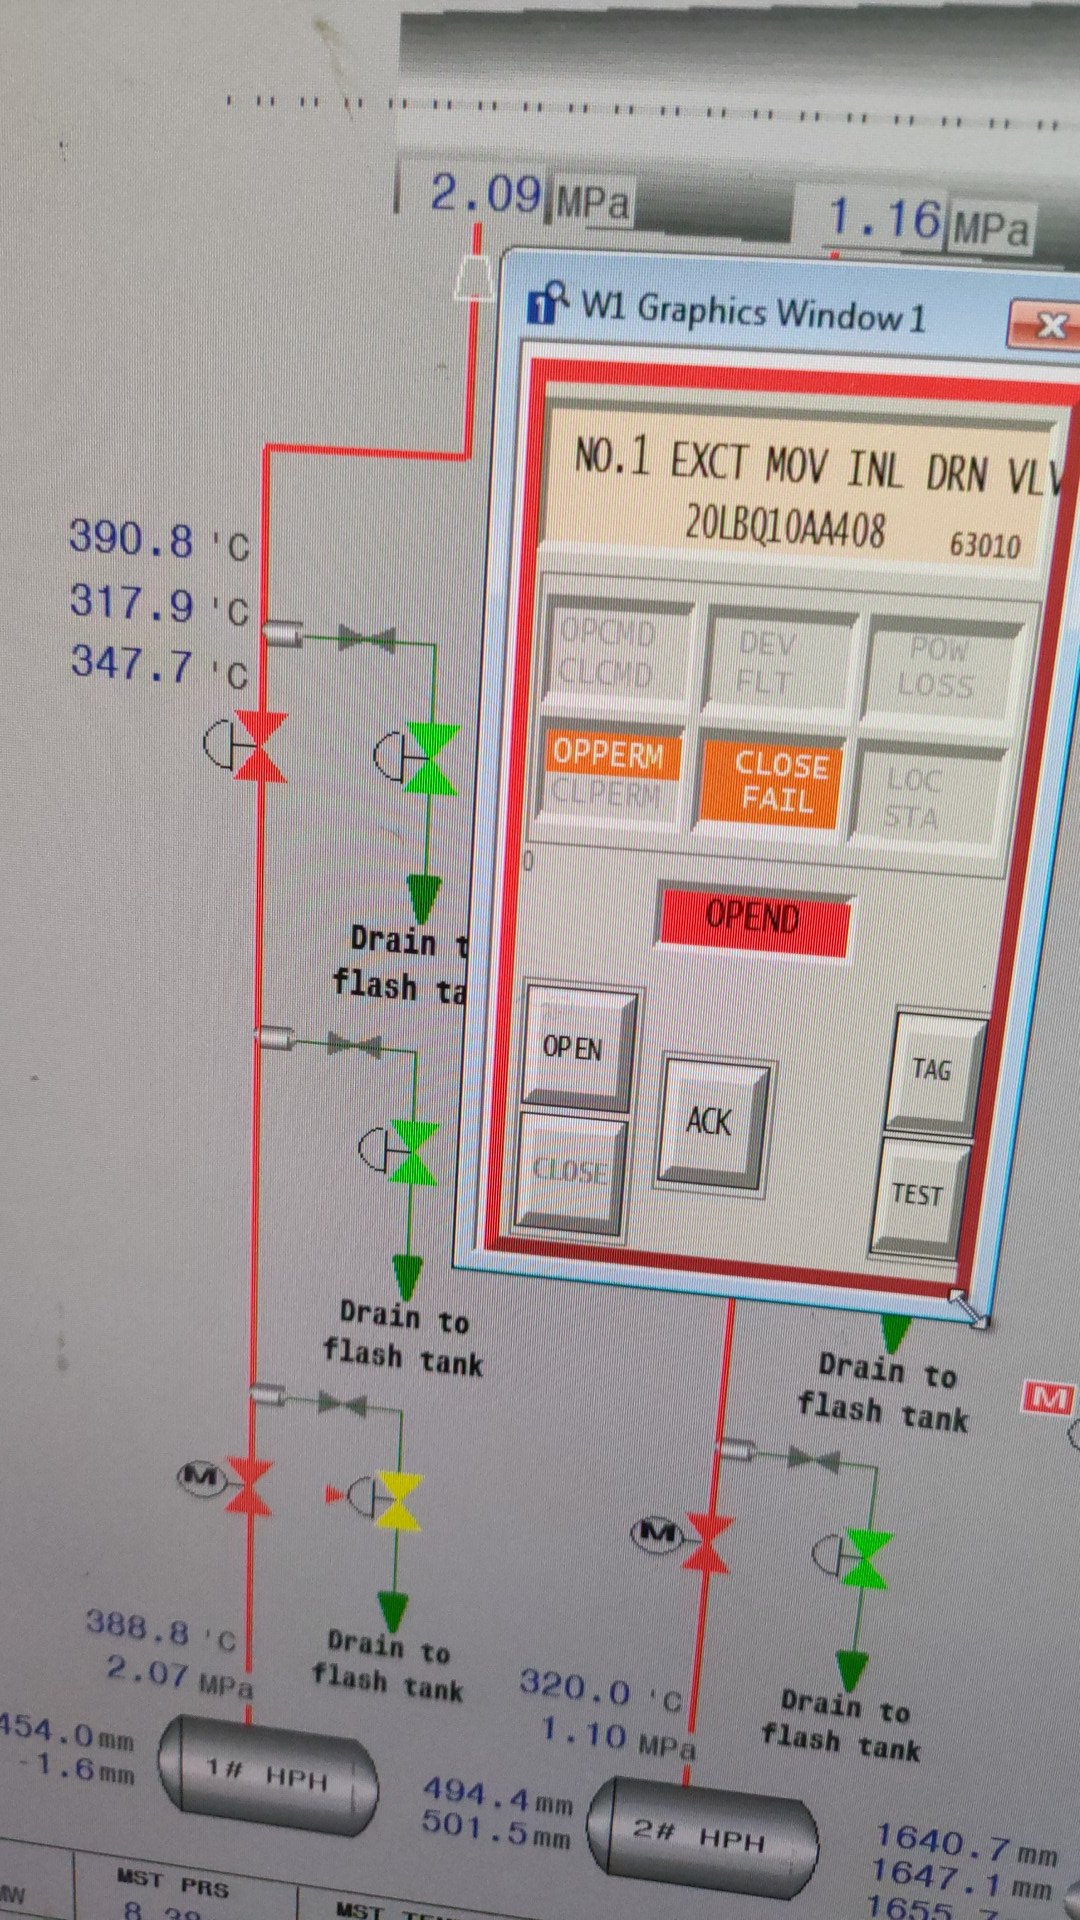 2.09 MPa
1.16 MPa
W1 Graphics Window 1
NO.1 EXCT MOV INL DRN VLV
20LBQ10AA408 63010
390.8 °C
317.9 °C
347.7 °C
OPCMD
CLCMD
DEV
FLT
POW
LOSS
OPPERM
CLPERM
CLOSE
FAIL
LOC
STA
0
OPEND
Drain t
flash ta
OPEN
CLOSE
ACK
TAG
TEST
Drain to
flash tank
Drain to
flash tank
M
M
M
388.8 °C
2.07 MPa
Drain to
flash tank
320.0 °C
1.10 MPa
Drain to
flash tank
454.0 mm
-1.6 mm
1# HPH
494.4 mm
501.5 mm
2# HPH
1640.7 mm
1647.1 mm
MW
MST PRS